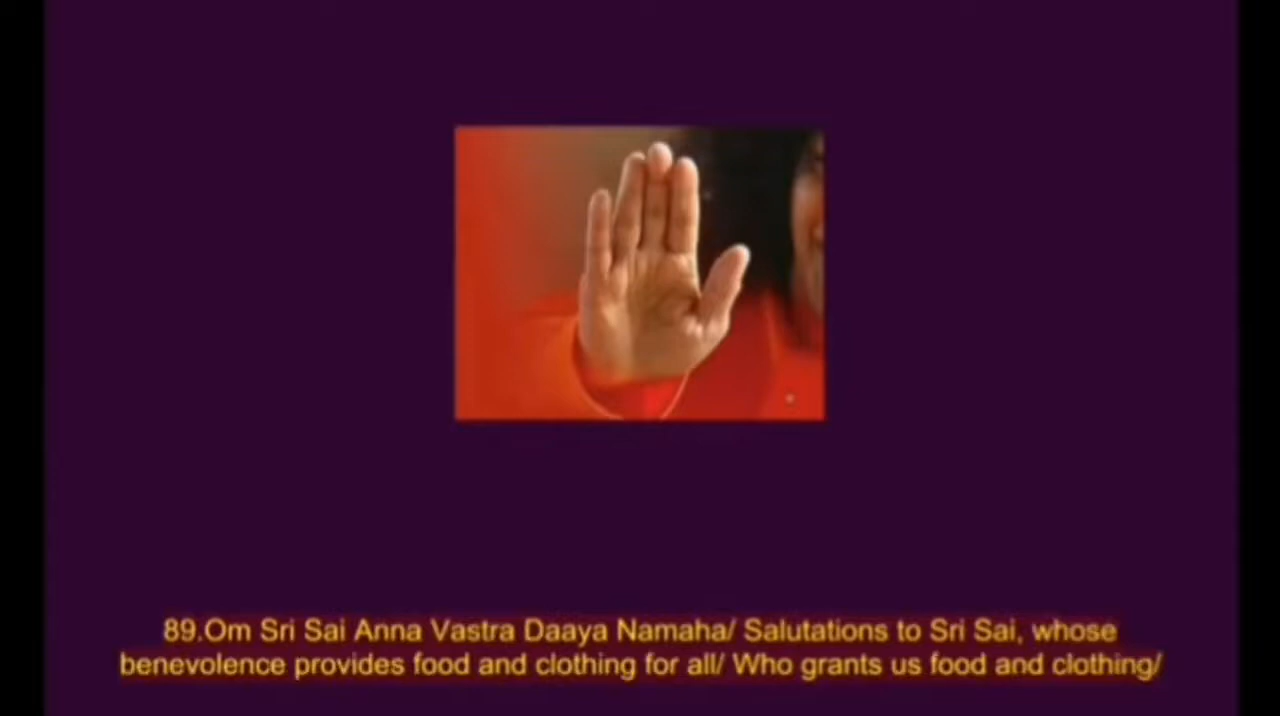 89.Om Sri Sai Anna Vastra Daaya Namaha/ Salutations to Sri Sai, whose
benevolence provides food and clothing for all/ Who grants us food and clothing/